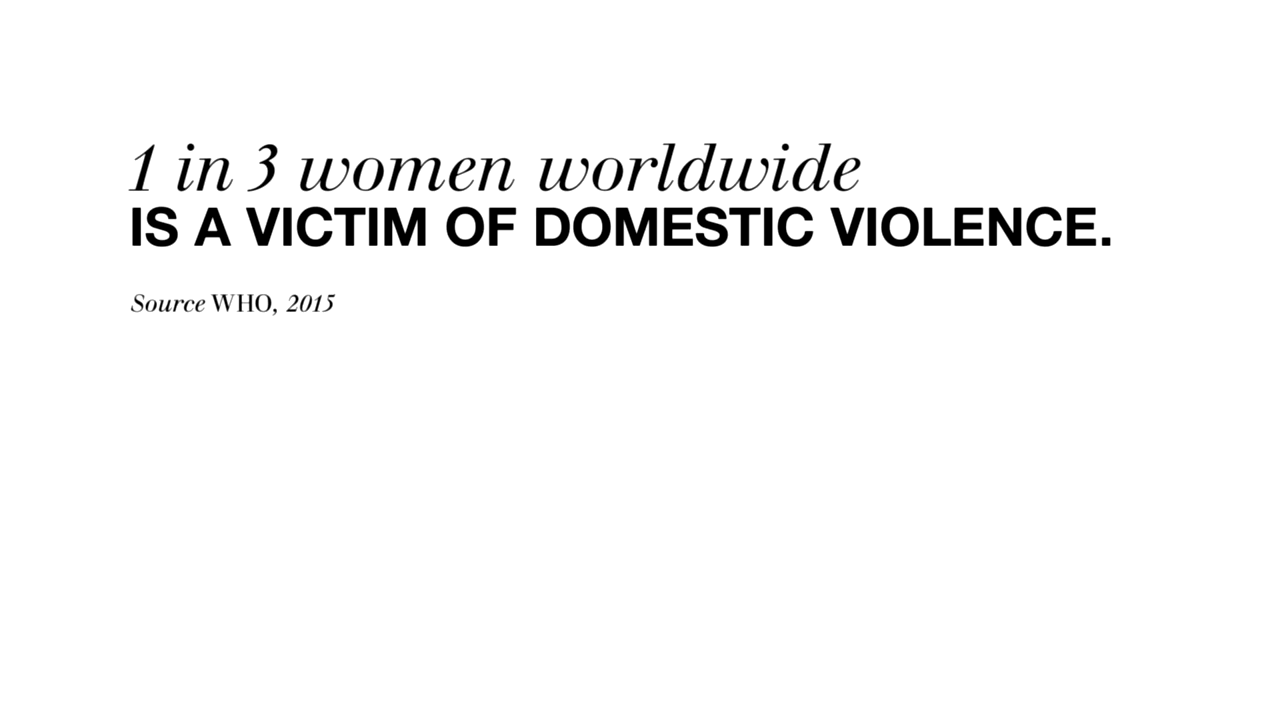 1 in 3 women worldwide
IS A VICTIM OF DOMESTIC VIOLENCE.
Source WHO, 2015